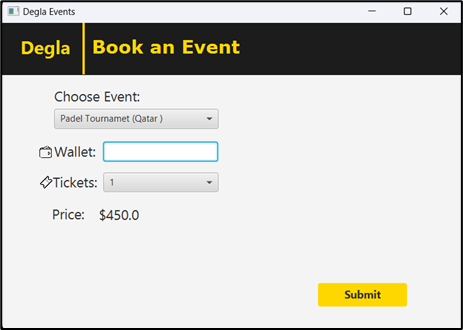 Degla Events
Degla
Book an Event
Choose Event:
Padel Tournamet (Qatar )
Wallet:
Tickets: 1
Price: $450.0
Submit